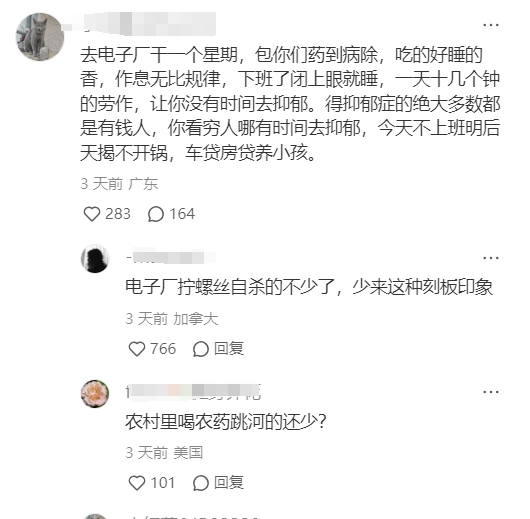 去电子厂干一个星期，包你们药到病除，吃的好睡的
香，作息无比规律，下班了闭上眼就睡，一天十几个钟
的劳作，让你没有时间去抑郁。得抑郁症的绝大多数都
是有钱人，你看穷人哪有时间去抑郁，今天不上班明后
天揭不开锅，车贷房贷养小孩。
3 天前 广东
283 164
电子厂拧螺丝自杀的不少了，少来这种刻板印象
3 天前 加拿大
766 回复
农村里喝农药跳河的还少？
3 天前 美国
101 回复